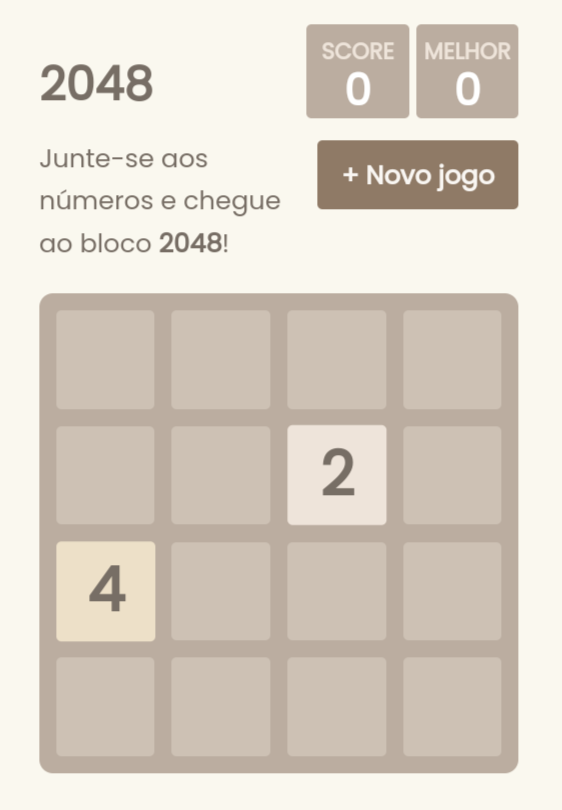 2048
SCORE
0
MELHOR
0
Junte-se aos
números e chegue
ao bloco 2048!
+ Novo jogo
2
4